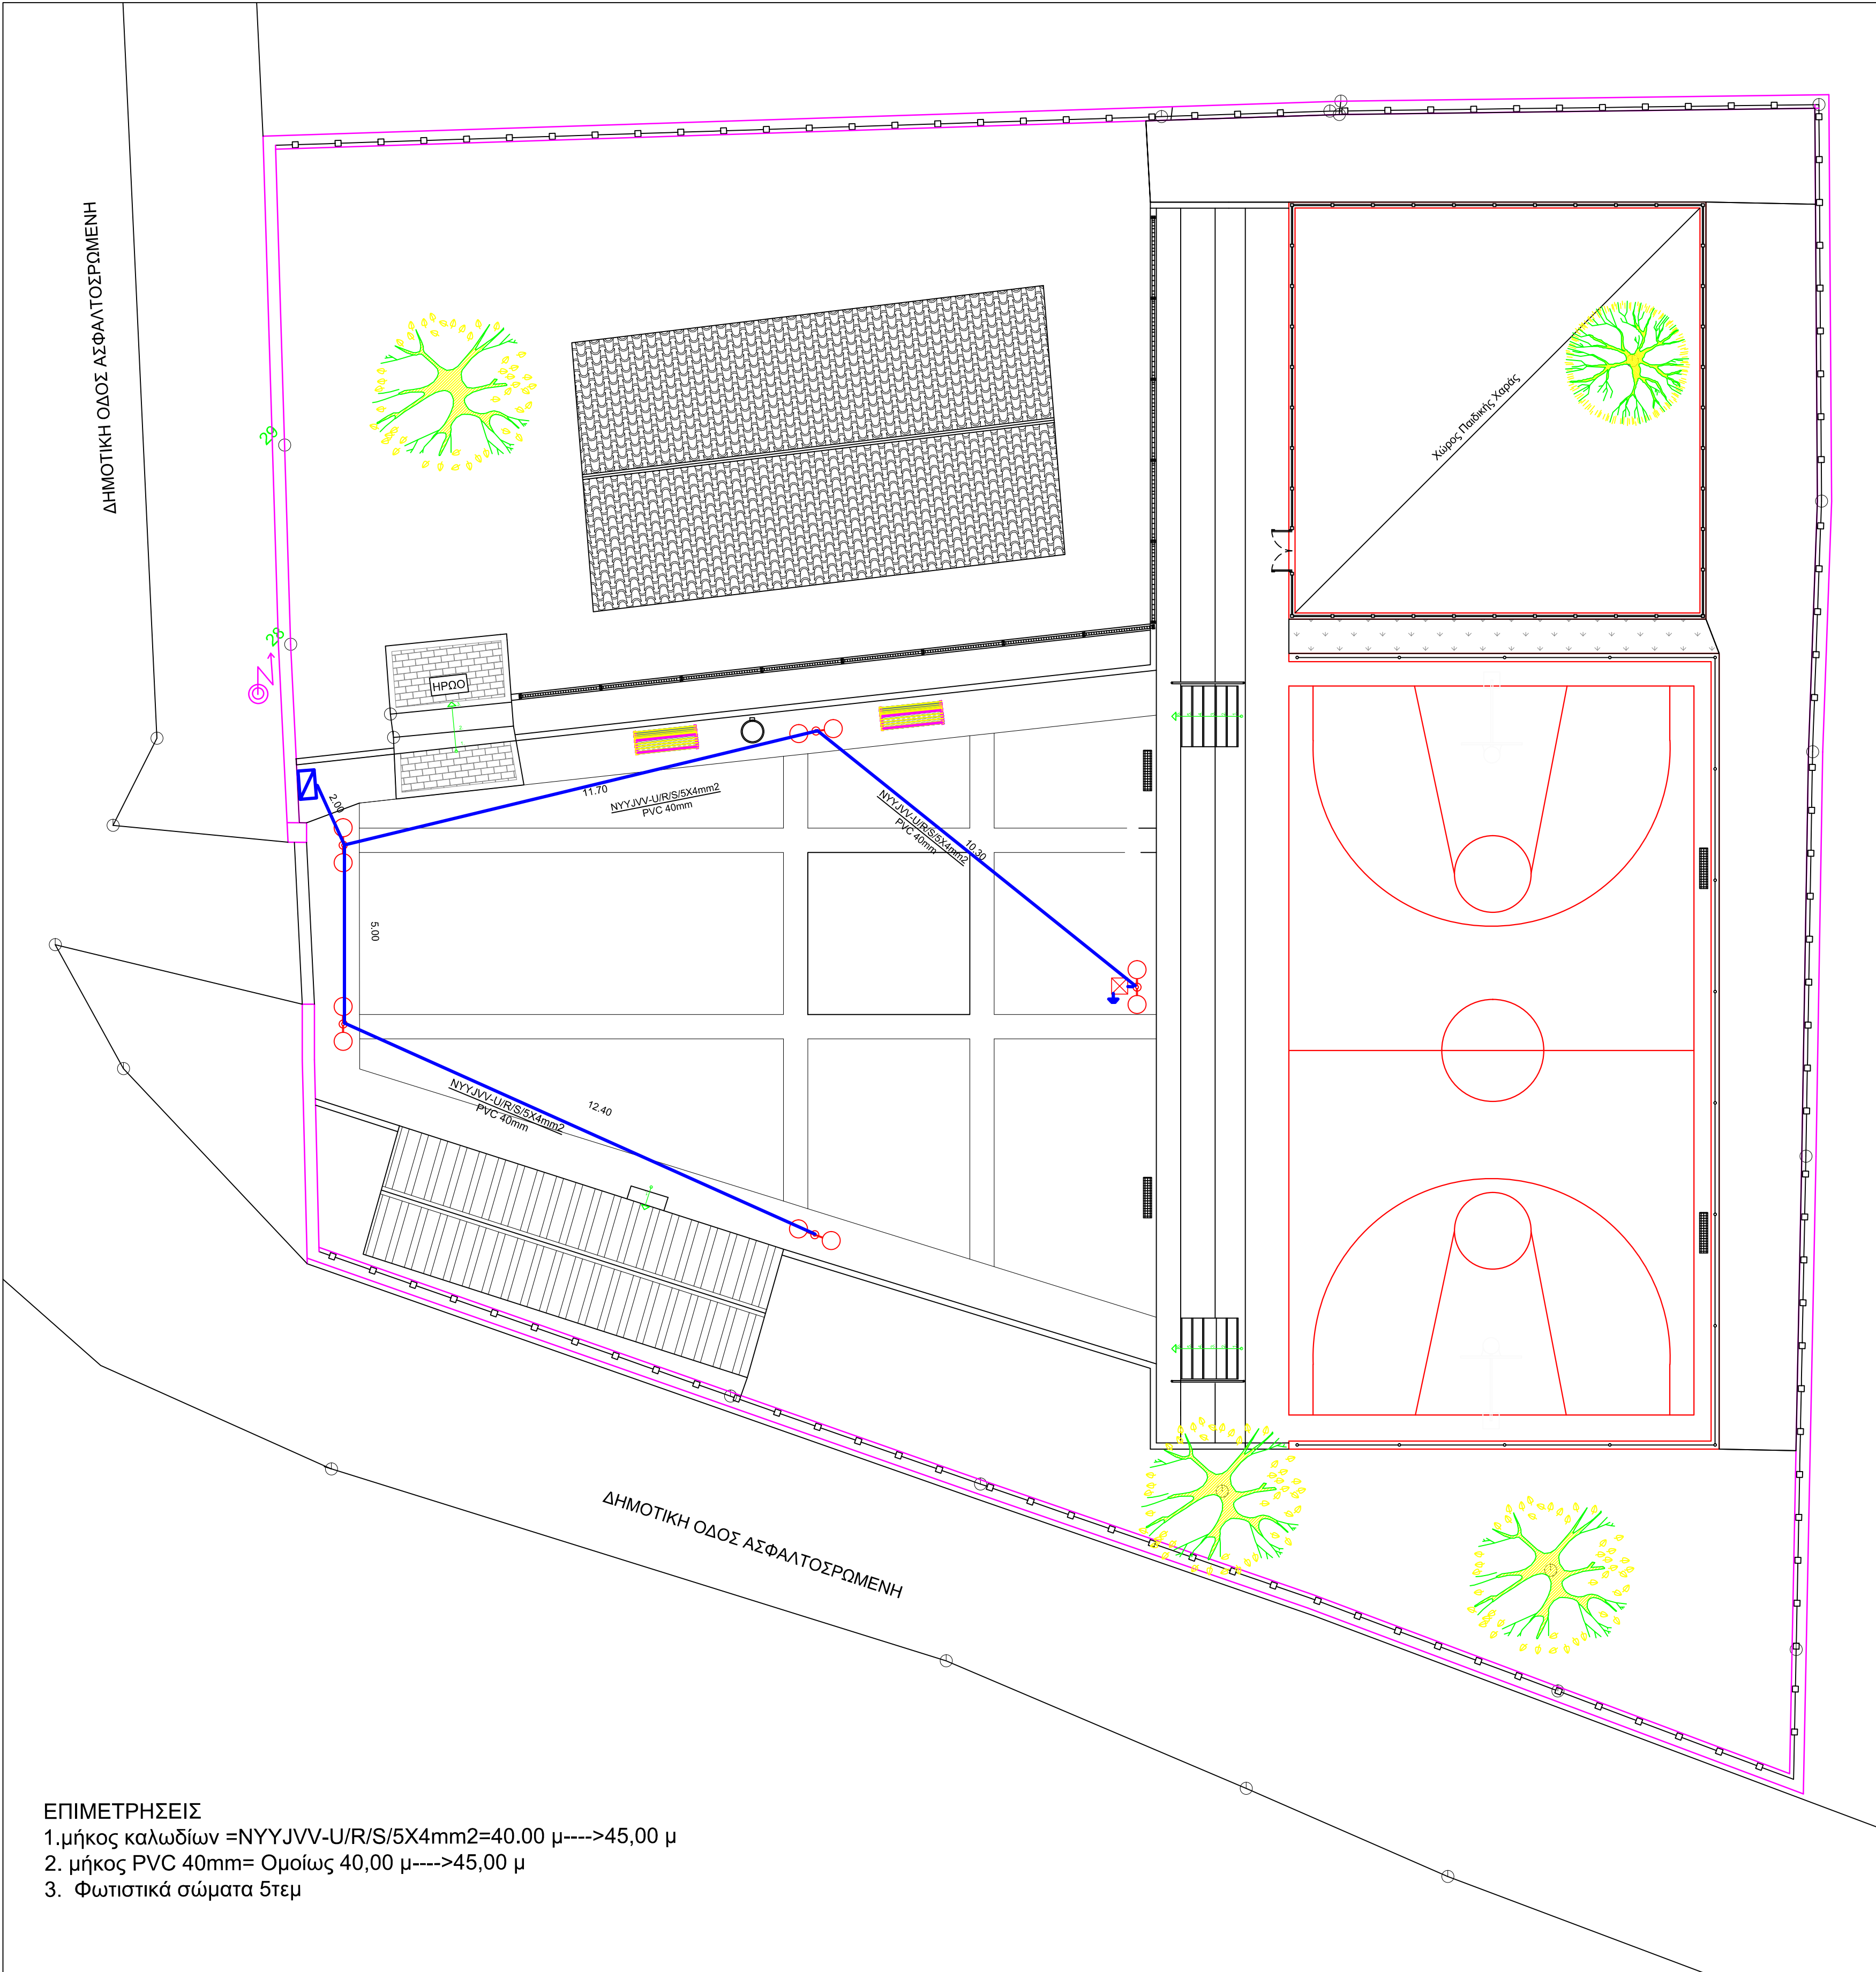 ΔΗΜΟΤΙΚΗ ΟΔΟΣ ΑΣΦΑΛΤΟΣΡΩΜΕΝΗ
29
28
Χώρος Παιδικής Χαράς
ΗΡΩΟ
2.00
11.70
NYYJVV-U/R/S/5X4mm2
PVC 40mm
NYYJVV-U/R/S/5X4mm2
PVC 40mm
10.30
5.00
NYYJVV-U/R/S/5X4mm2
PVC 40mm
12.40
ΔΗΜΟΤΙΚΗ ΟΔΟΣ ΑΣΦΑΛΤΟΣΡΩΜΕΝΗ
ΕΠΙΜΕΤΡΗΣΕΙΣ
1.μήκος καλωδίων =NYYJVV-U/R/S/5X4mm2=40.00 μ---->45,00 μ
2. μήκος PVC 40mm= Ομοίως 40,00 μ---->45,00 μ
3. Φωτιστικά σώματα 5τεμ